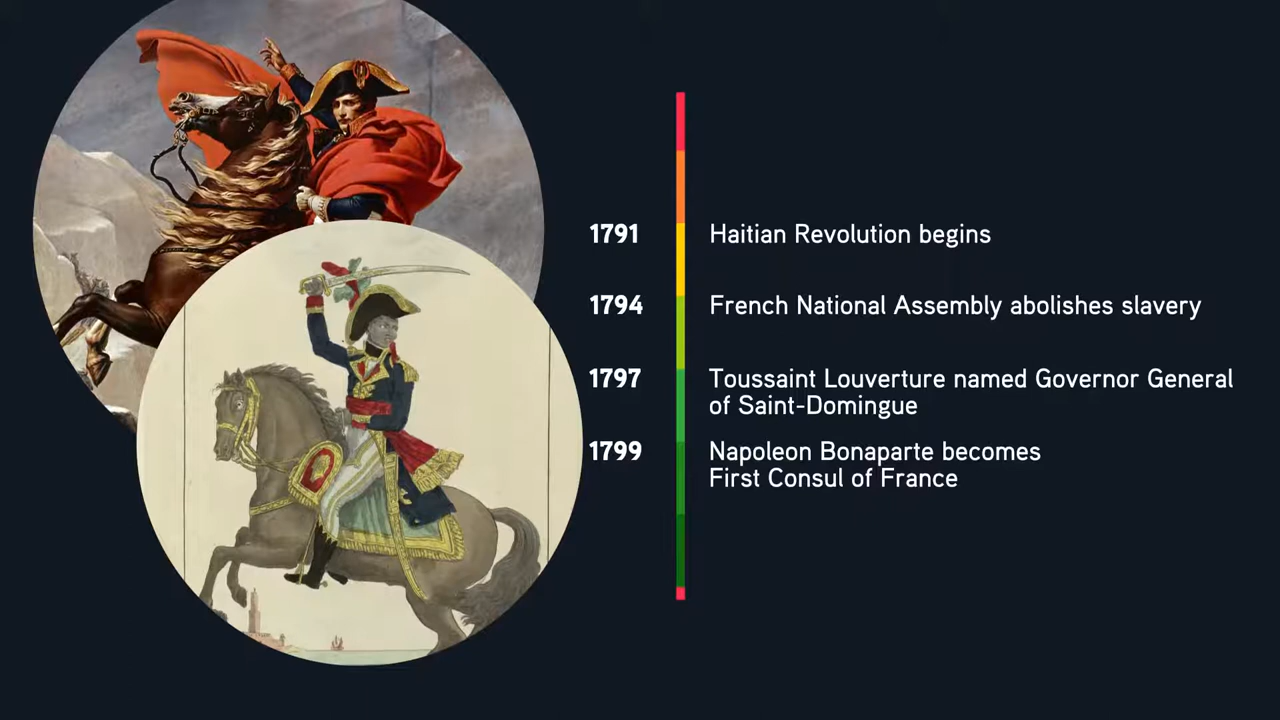 1791 Haitian Revolution begins
1794 French National Assembly abolishes slavery
1797 Toussaint Louverture named Governor General
of Saint-Domingue
1799 Napoleon Bonaparte becomes
First Consul of France